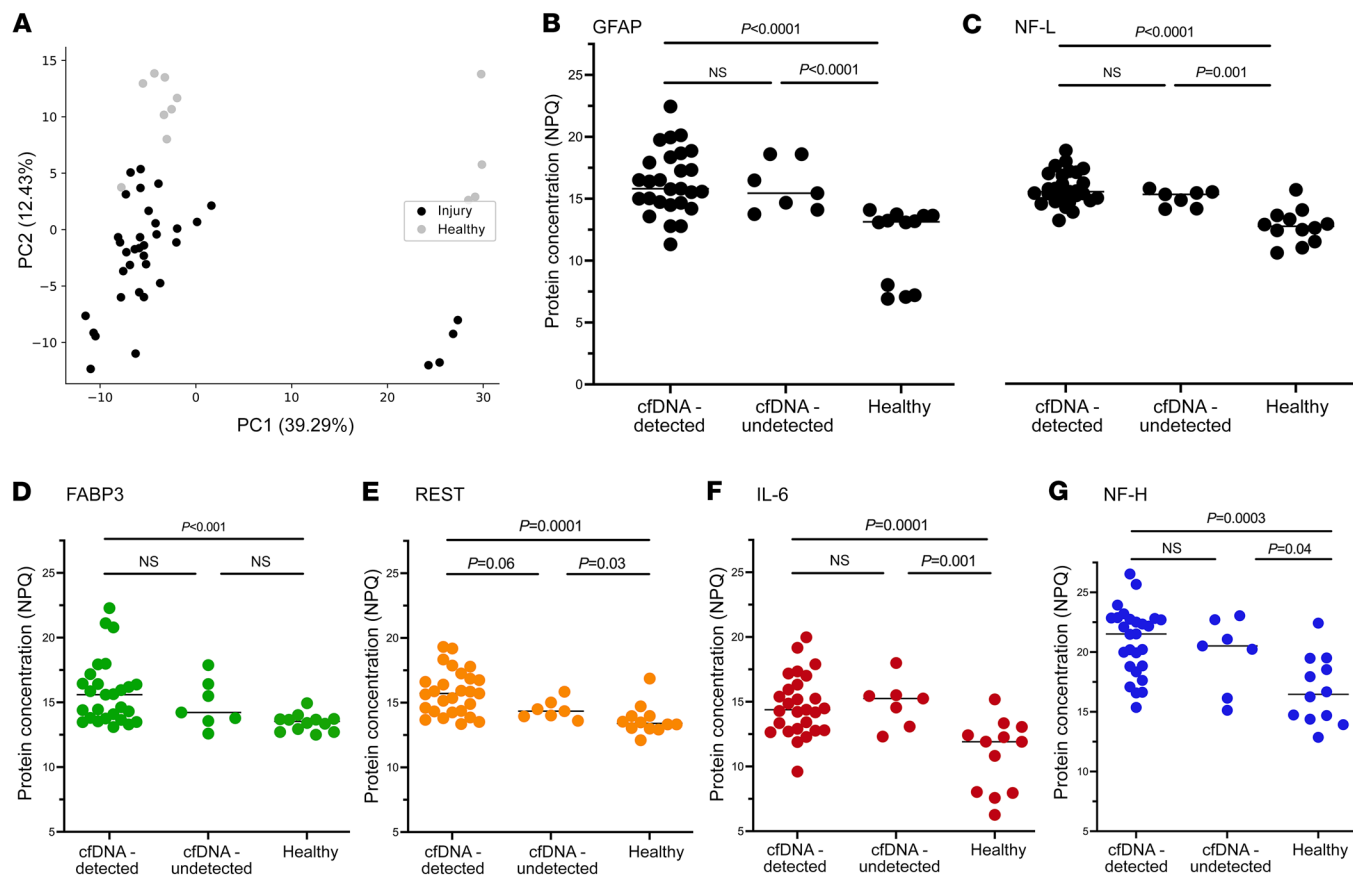 A
PC2 (12.43%)
15
10
5
0
−5
−10
−10
0
10
20
30
PC1 (39.29%)
Injury
Healthy
B
GFAP
P<0.0001
NS
P<0.0001
Protein concentration (NPQ)
25
20
15
10
5
0
cfDNA -
detected
cfDNA -
undetected
Healthy
C
NF-L
P<0.0001
NS
P=0.001
cfDNA -
detected
cfDNA -
undetected
Healthy
D
FABP3
P<0.001
NS
NS
Protein concentration (NPQ)
25
20
15
10
5
cfDNA -
detected
cfDNA -
undetected
Healthy
E
REST
P=0.0001
P=0.06
P=0.03
Protein concentration (NPQ)
25
20
15
10
5
cfDNA -
detected
cfDNA -
undetected
Healthy
F
IL-6
P=0.0001
NS
P=0.001
Protein concentration (NPQ)
25
20
15
10
5
cfDNA -
detected
cfDNA -
undetected
Healthy
G
NF-H
P=0.0003
NS
P=0.04
Protein concentration (NPQ)
25
20
15
10
5
cfDNA -
detected
cfDNA -
undetected
Healthy